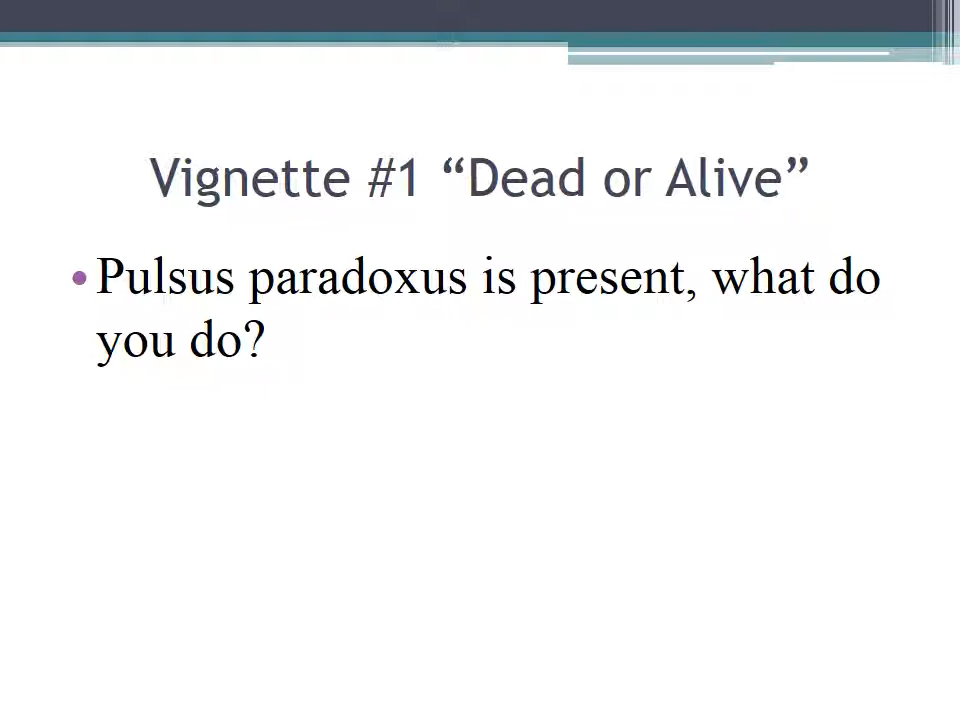 Vignette #1 “Dead or Alive”
•Pulsus paradoxus is present, what do
you do?